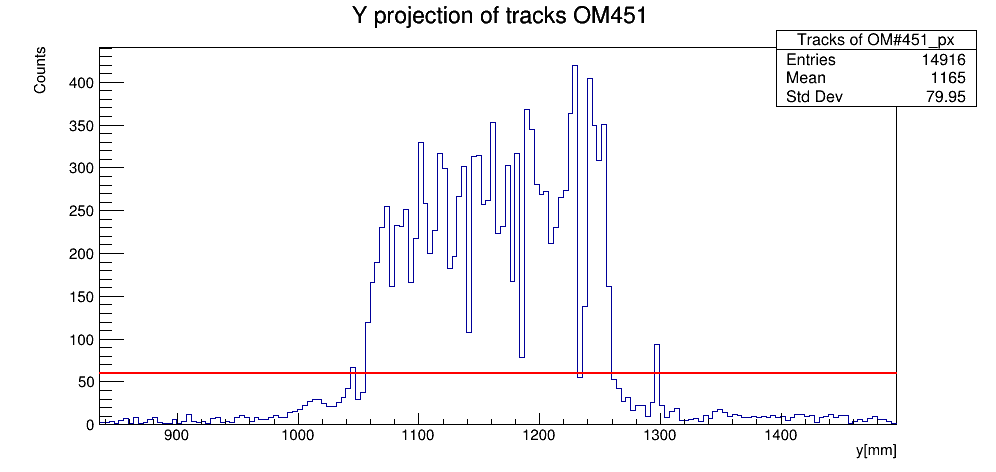 Y projection of tracks OM451
Tracks of OM#451_px
Entries 14916
Mean 1165
Std Dev 79.95
Counts
400
350
300
250
200
150
100
50
0
900 1000 1100 1200 1300 1400
y[mm]